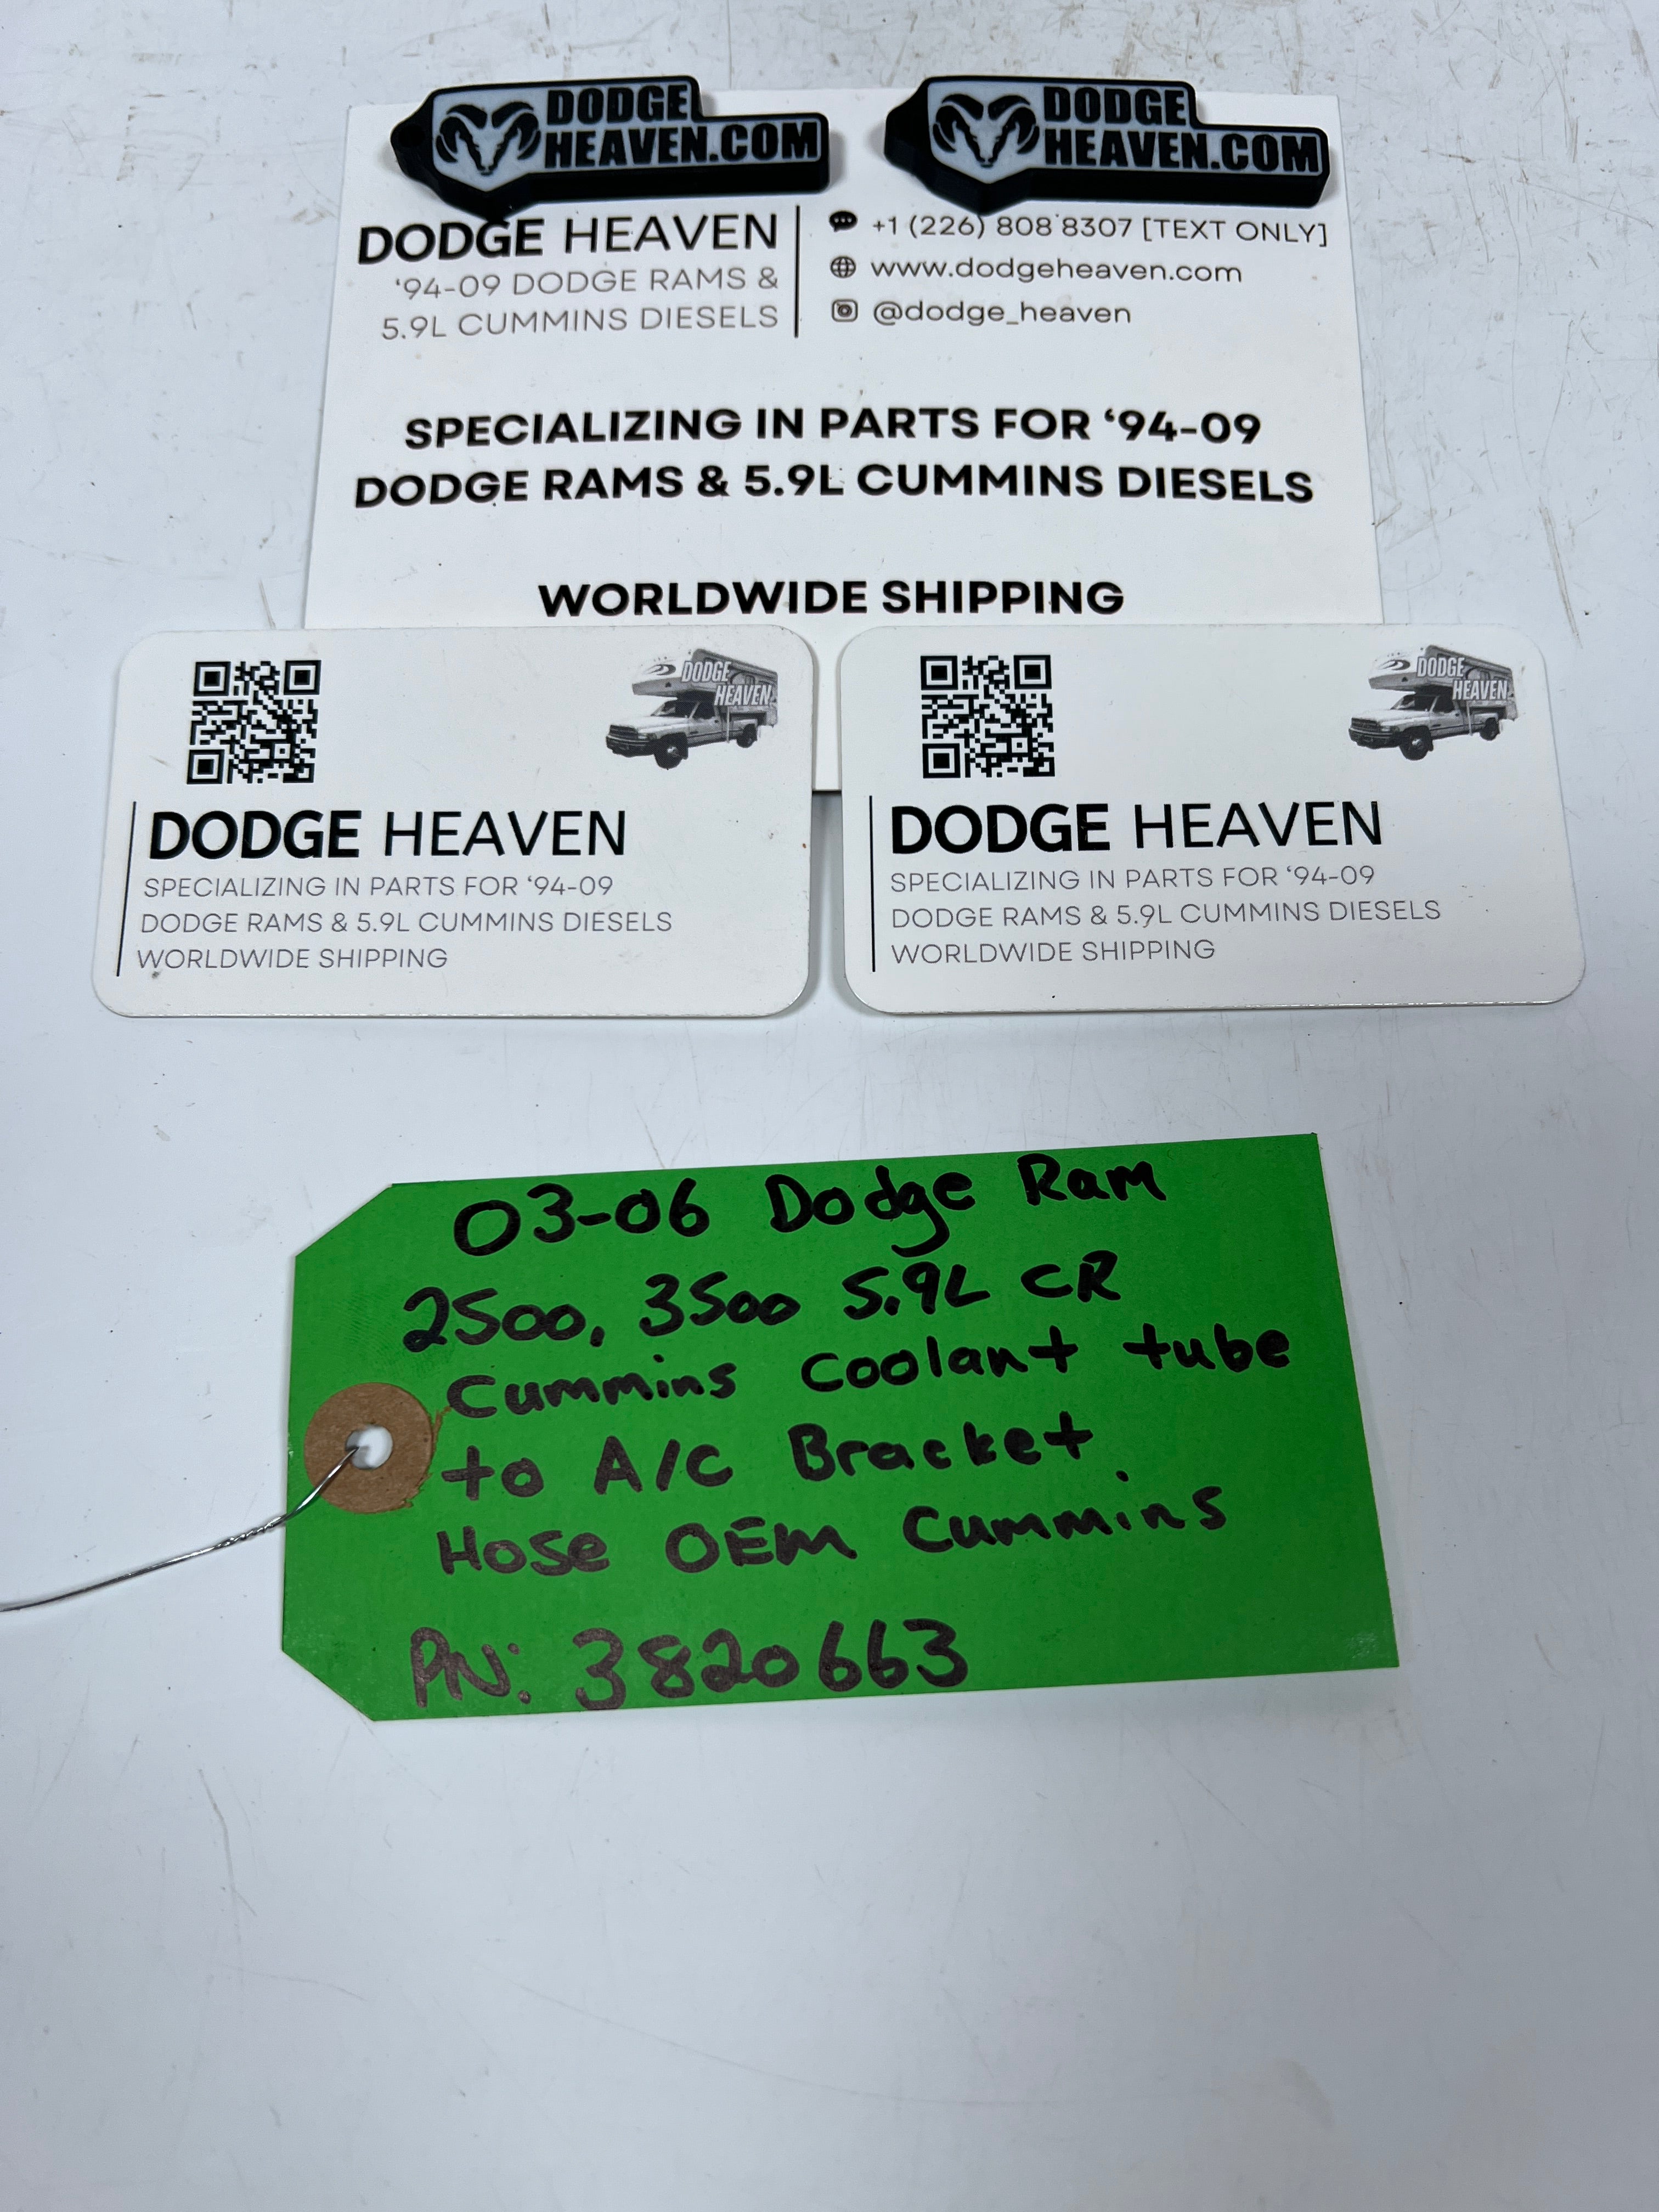 DODGE
HEAVEN.COM
DODGE
HEAVEN.COM
DODGE HEAVEN
‘94-09 DODGE RAMS &
5.9L CUMMINS DIESELS
+1 (226) 808 8307 [TEXT ONLY]
www.dodgeheaven.com
@dodge_heaven
SPECIALIZING IN PARTS FOR ‘94-09
DODGE RAMS & 5.9L CUMMINS DIESELS
WORLDWIDE SHIPPING
DODGE
HEAVEN
DODGE HEAVEN
SPECIALIZING IN PARTS FOR ‘94-09
DODGE RAMS & 5.9L CUMMINS DIESELS
WORLDWIDE SHIPPING
DODGE
HEAVEN
DODGE HEAVEN
SPECIALIZING IN PARTS FOR ‘94-09
DODGE RAMS & 5.9L CUMMINS DIESELS
WORLDWIDE SHIPPING
03-06 Dodge Ram
2500, 3500 5.9L CR
Cummins Coolant tube
to A/C Bracket
Hose OEM Cummins
PN: 3820663